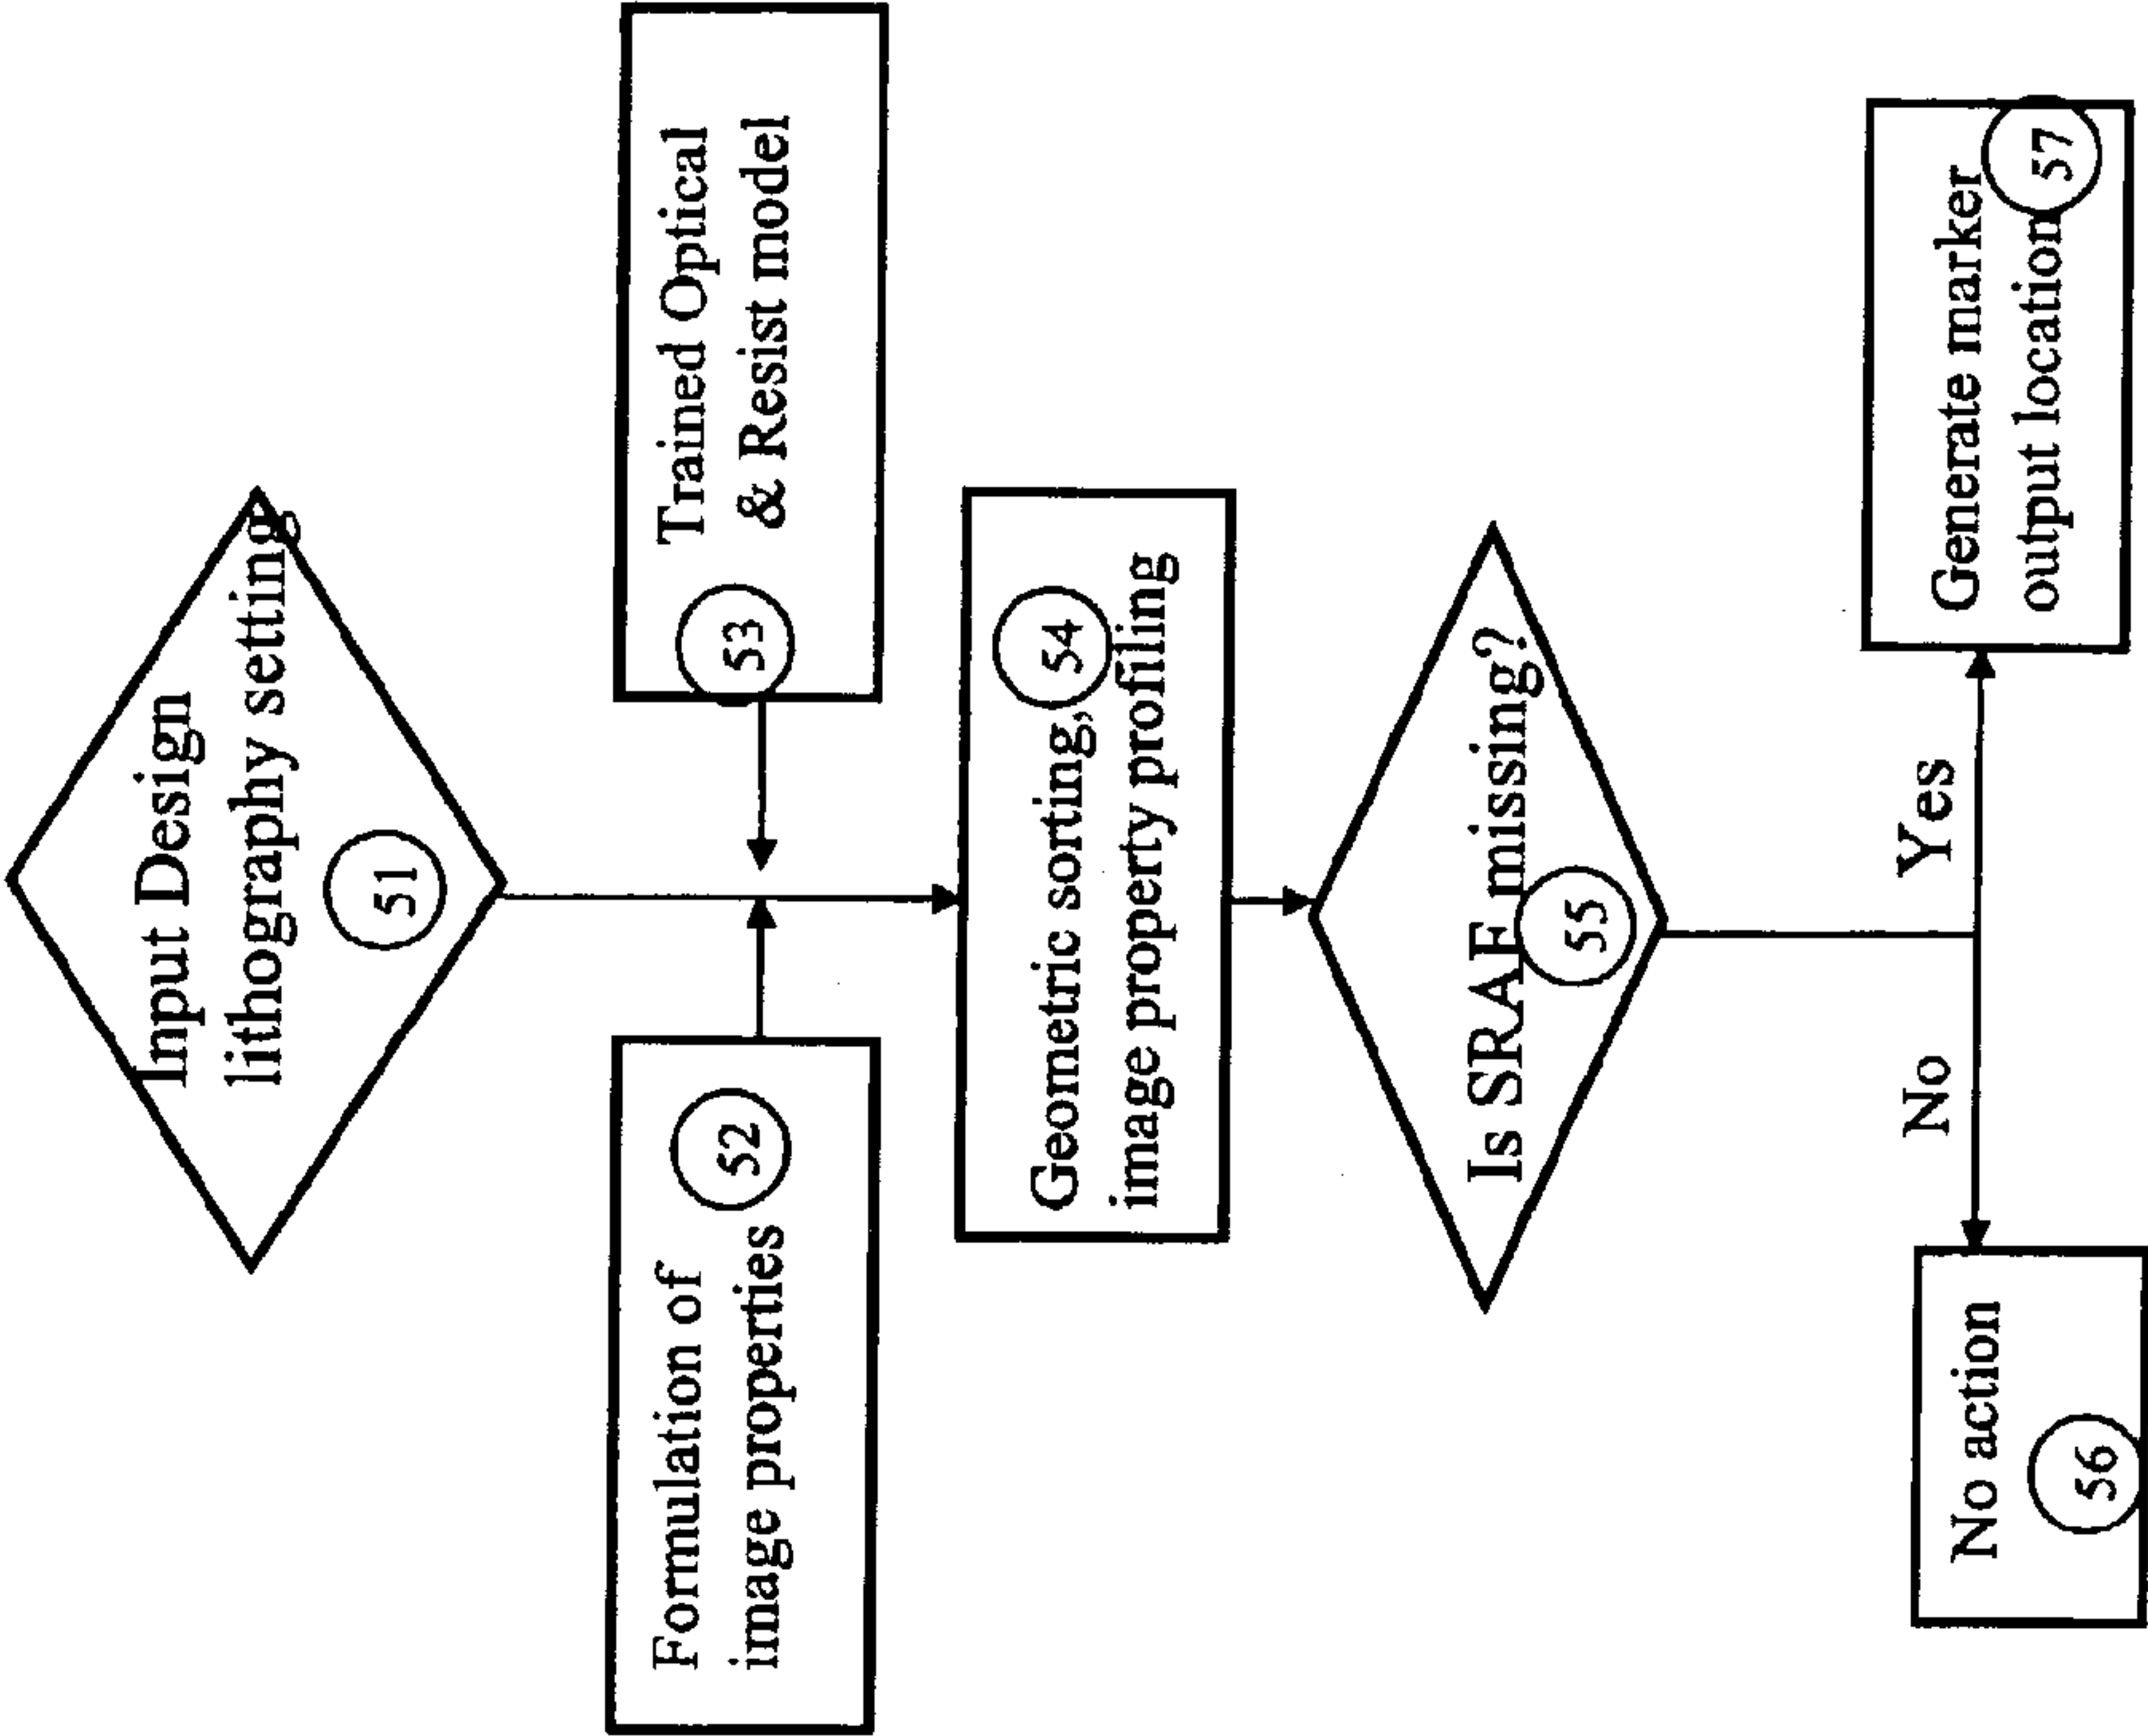 Input Design
lithography setting
51
Formulation of
image properties
52
Trained Optical
& Resist model
53
Geometric sorting,
image property profiling
54
Is SRAF missing?
55
No
Yes
No action
56
Generate marker
output location
57